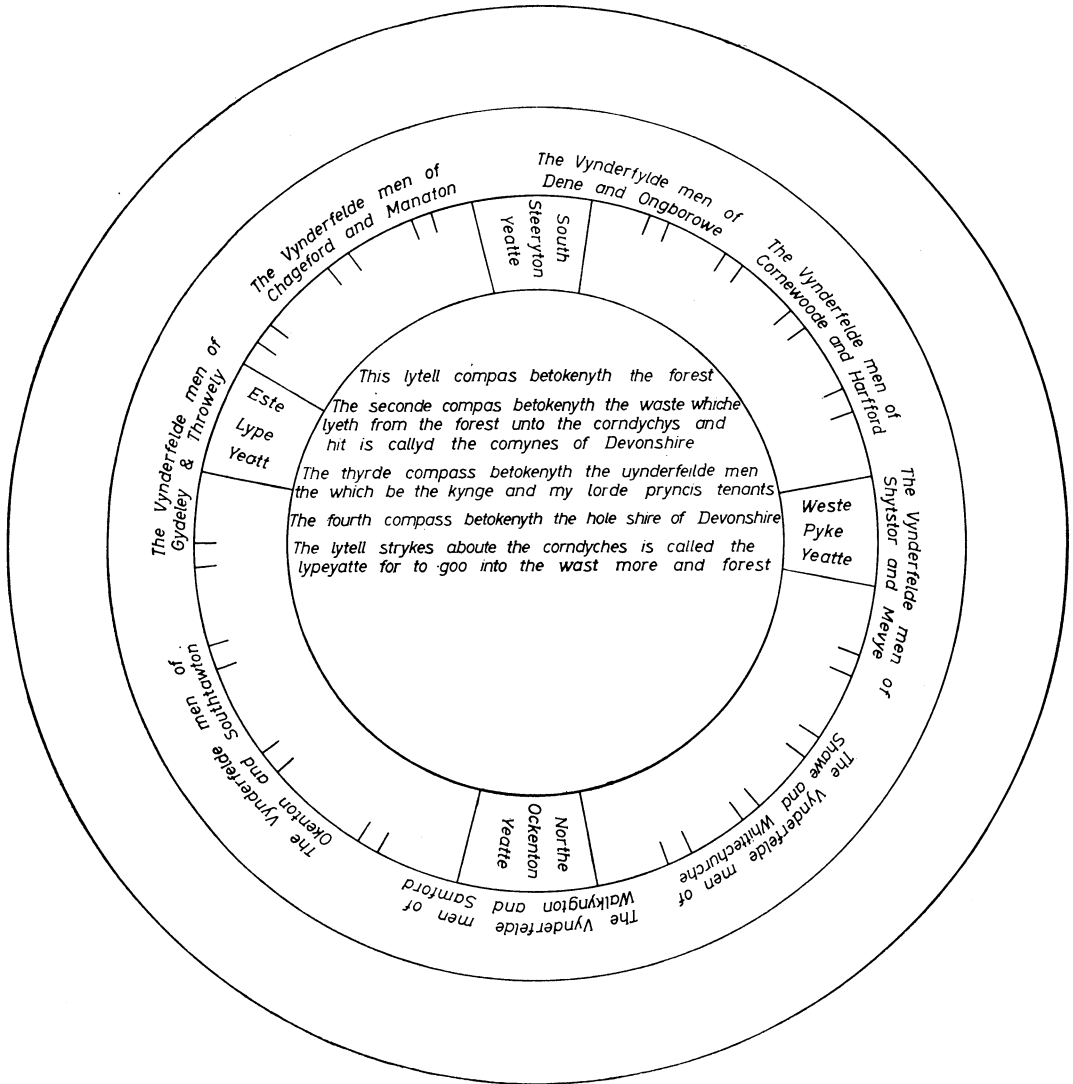 The Vynderfylde men of
Dene and Ongborowe
The Vynderfelde men of
Cornewoode and Harfford
The Vynderfelde men of
Shytstor and Mevye
The Vynderfelde men of
Shawe and Whittechurche
The Vynderfelde men of
Walkyngton and Samford
The Vynderfelde men of
Okenton and Southtawton
The Vynderfelde men of
Gydeley & Throwely
The Vynderfelde men of
Chageford and Manaton
South
Steeryton
Yeatte
Este
Lype
Yeatt
Weste
Pyke
Yeatte
Northe
Ockenton
Yeatte
This lytell compas betokenyth the forest
The seconde compas betokenyth the waste whiche
lyeth from the forest unto the corndychys and
hit is callyd the comynes of Devonshire
The thyrde compass betokenyth the uynderfeilde men
the which be the kynge and my lorde pryncis tenants
The fourth compass betokenyth the hole shire of Devonshire
The lytell strykes aboute the corndyches is called the
lypeyatte for to goo into the wast more and forest